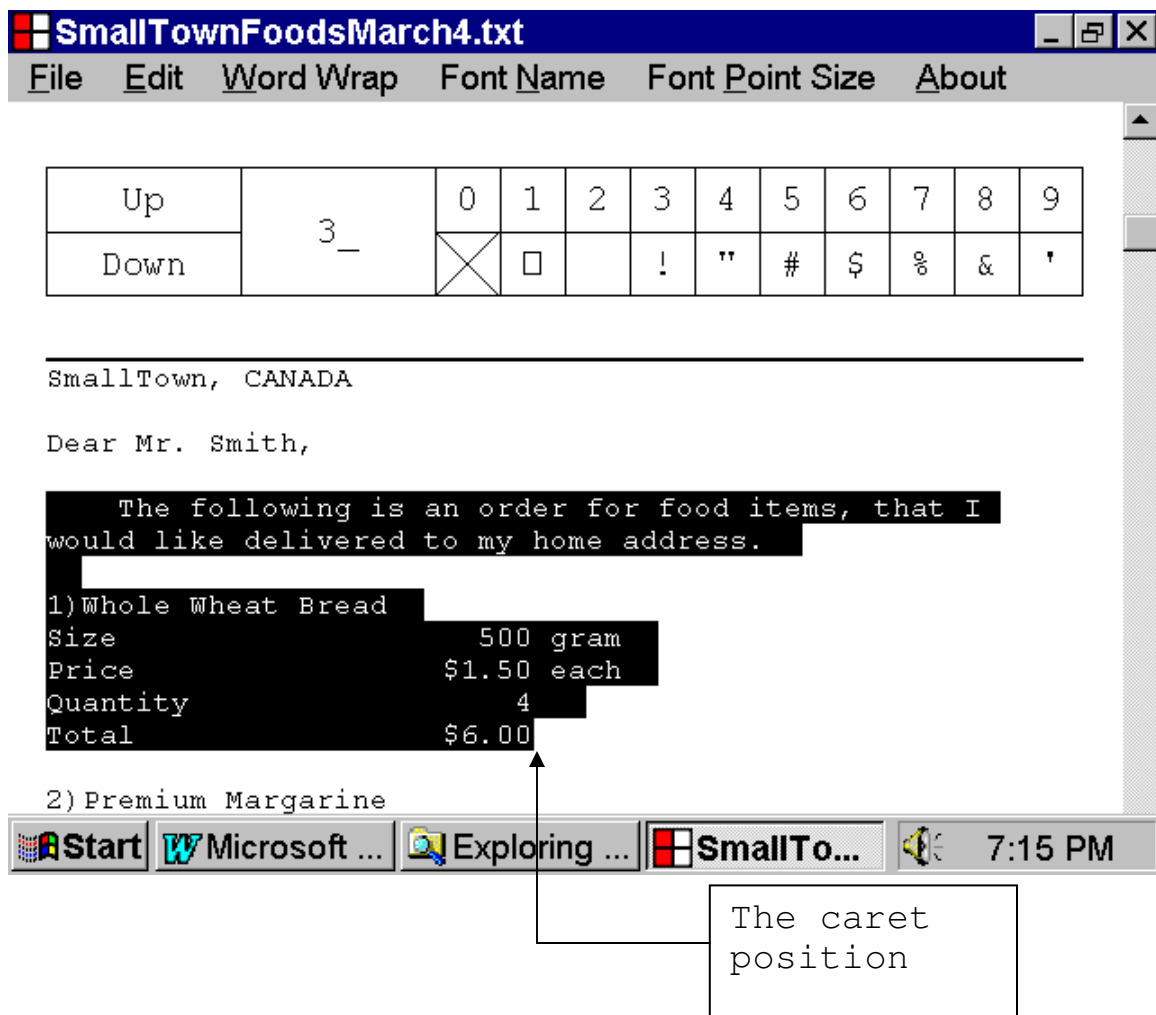 SmallTownFoodsMarch4.txt
File Edit Word Wrap Font Name Font Point Size About
Up 3_ 0 1 2 3 4 5 6 7 8 9
Down ! " # $ % & '
SmallTown, CANADA
Dear Mr. Smith,
The following is an order for food items, that I
would like delivered to my home address.
1)Whole Wheat Bread
Size 500 gram
Price $1.50 each
Quantity 4
Total $6.00
2)Premium Margarine
Start Microsoft ... Exploring ... SmallTo... 7:15 PM
The caret
position